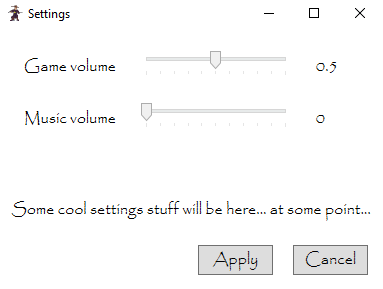 Settings
Game volume 0.5
Music volume 0
Some cool settings stuff will be here... at some point...
Apply Cancel